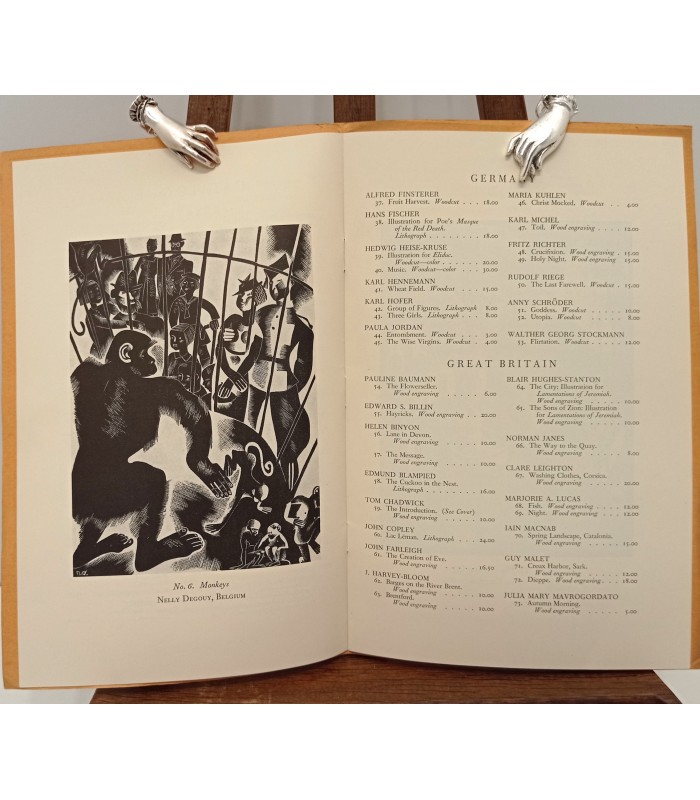 No. 6. Monkeys
NELLY DEGOUY, BELGIUM
GERMANY
ALFRED FINSTERER
37. Fruit Harvest. Woodcut . . . 18.00
HANS FISCHER
38. Illustration for Poe's Masque
of the Red Death.
Lithograph . . . . . . . . 18.00
HEDWIG HEISE-KRUSE
39. Illustration for Eliduc.
Woodcut—color . . . . . . 20.00
40. Music. Woodcut—color . . . . 30.00
KARL HENNEMANN
41. Wheat Field. Woodcut . . . . 15.00
KARL HOFER
42. Group of Figures. Lithograph 8.00
43. Three Girls. Lithograph . . . 8.00
PAULA JORDAN
44. Entombment. Woodcut . . . 5.00
45. The Wise Virgins. Woodcut . . 4.00
MARIA KUHLEN
46. Christ Mocked. Woodcut . . . 4.00
KARL MICHEL
47. Toil. Wood engraving . . . . 12.00
FRITZ RICHTER
48. Crucifixion. Wood engraving . 15.00
49. Holy Night. Wood engraving . . 15.00
RUDOLF RIEGE
50. The Last Farewell. Woodcut . . 25.00
ANNY SCHRÖDER
51. Goddess. Woodcut . . . . . 10.00
52. Utopia. Woodcut . . . . . . 8.00
WALTHER GEORG STOCKMANN
53. Flirtation. Woodcut . . . . . 12.00
GREAT BRITAIN
PAULINE BAUMANN
54. The Flowerseller.
Wood engraving . . . . . . 6.00
EDWARD S. BILLIN
55. Hayricks. Wood engraving . . . 20.00
HELEN BINYON
56. Lane in Devon.
Wood engraving . . . . . 10.00
57. The Message.
Wood engraving . . . . . 10.00
EDMUND BLAMPIED
58. The Cuckoo in the Nest.
Lithograph . . . . . . . . 16.00
TOM CHADWICK
59. The Introduction. (See Cover)
Wood engraving . . . . . 10.00
JOHN COPLEY
60. Lac Léman. Lithograph . . . . 24.00
JOHN FARLEIGH
61. The Creation of Eve.
Wood engraving . . . . . 16.50
J. HARVEY-BLOOM
62. Barges on the River Brent.
Wood engraving . . . . . 10.00
63. Brentford.
Wood engraving . . . . . 10.00
BLAIR HUGHES-STANTON
64. The City: Illustration for
Lamentations of Jeremiah.
Wood engraving . . . . . 10.00
65. The Sons of Zion: Illustration
for Lamentations of Jeremiah.
Wood engraving . . . . . 10.00
NORMAN JANES
66. The Way to the Quay.
Wood engraving . . . . . . 8.00
CLARE LEIGHTON
67. Washing Clothes, Corsica.
Wood engraving . . . . . 20.00
MARJORIE A. LUCAS
68. Fish. Wood engraving . . . . 12.00
69. Night. Wood engraving . . . . 12.00
IAIN MACNAB
70. Spring Landscape, Catalonia.
Wood engraving . . . . . 15.00
GUY MALET
71. Creux Harbor, Sark.
Wood engraving . . . . . 12.00
72. Dieppe. Wood engraving . . . 18.00
JULIA MARY MAVROGORDATO
73. Autumn Morning.
Wood engraving . . . . . . 5.00